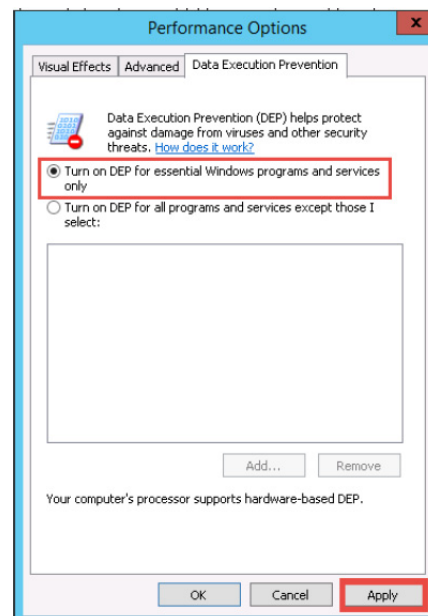 Performance Options
x
Visual Effects Advanced Data Execution Prevention
Data Execution Prevention (DEP) helps protect
against damage from viruses and other security
threats. How does it work?
Turn on DEP for essential Windows programs and services
only
Turn on DEP for all programs and services except those I
select:
Add... Remove
Your computer's processor supports hardware-based DEP.
OK Cancel Apply